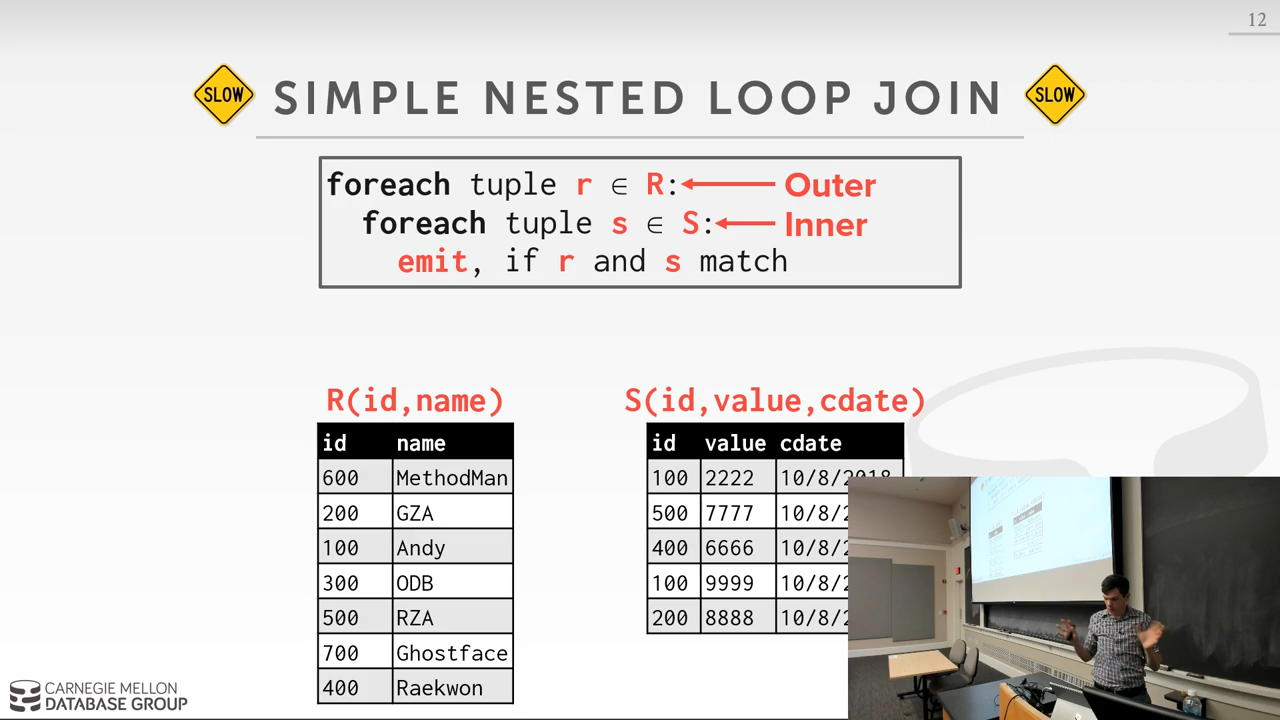 12
SLOW SIMPLE NESTED LOOP JOIN SLOW
foreach tuple r ∈ R: Outer
foreach tuple s ∈ S: Inner
emit, if r and s match
R(id,name)
id name
600 MethodMan
200 GZA
100 Andy
300 ODB
500 RZA
700 Ghostface
400 Raekwon
S(id,value,cdate)
id value cdate
100 2222 10/8/2018
500 7777 10/8/2
400 6666 10/8/2
100 9999 10/8/2
200 8888 10/8/2
CARNEGIE MELLON
DATABASE GROUP